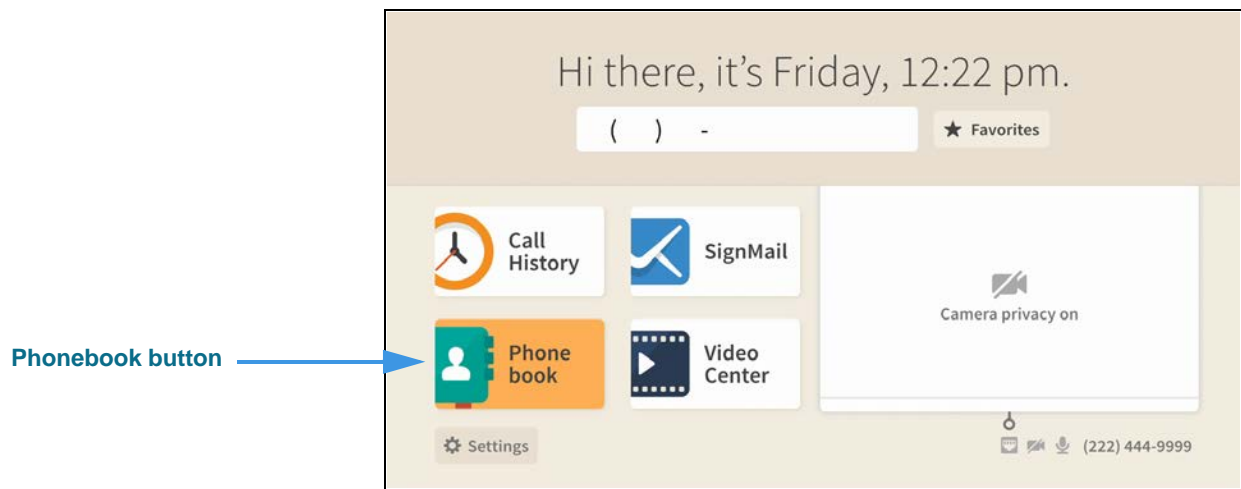 Hi there, it's Friday, 12:22 pm.
( ) -
★ Favorites
Call
History
SignMail
Camera privacy on
Phonebook button
Phone
book
Video
Center
Settings
(222) 444-9999